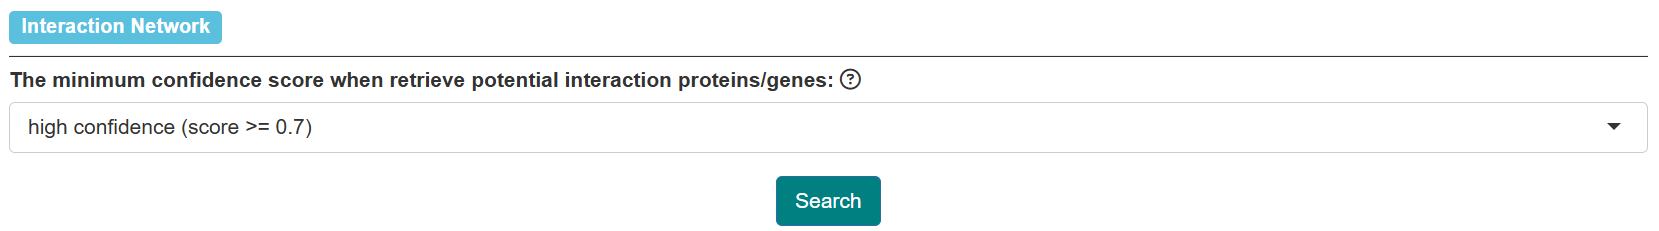 Interaction Network
The minimum confidence score when retrieve potential interaction proteins/genes: ?
high confidence (score >= 0.7)
Search